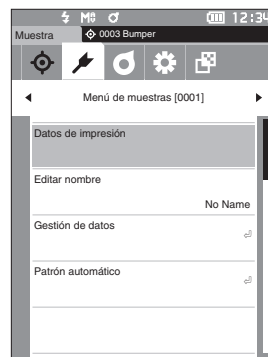 12:34
Muestra
0003 Bumper
Menú de muestras [0001]
Datos de impresión
Editar nombre
No Name
Gestión de datos
Patrón automático